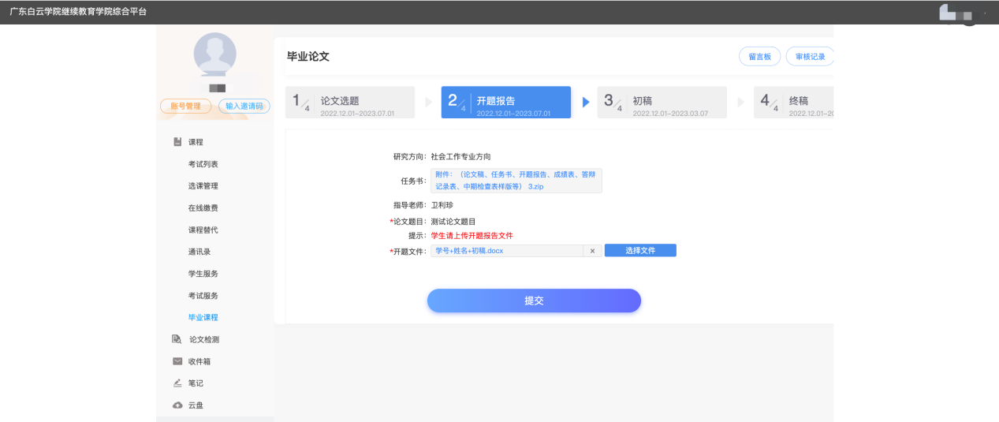 广东白云学院继续教育学院综合平台
账号管理
输入邀请码
课程
考试列表
选课管理
在线缴费
课程替代
通讯录
学生服务
考试服务
毕业课程
论文检测
收件箱
笔记
云盘
毕业论文
留言板
审核记录
1/4 论文选题
2022.12.01~2023.07.01
2/4 开题报告
2022.12.01~2023.07.01
3/4 初稿
2022.12.01~2023.03.07
4/4 终稿
2022.12.01~20
研究方向: 社会工作专业方向
任务书: 附件: (论文稿、任务书、开题报告、成绩表、答辩
记录表、中期检查表样版等) 3.zip
指导老师: 卫利珍
*论文题目: 测试论文题目
提示: 学生请上传开题报告文件
*开题文件: 学号+姓名+初稿.docx x 选择文件
提交